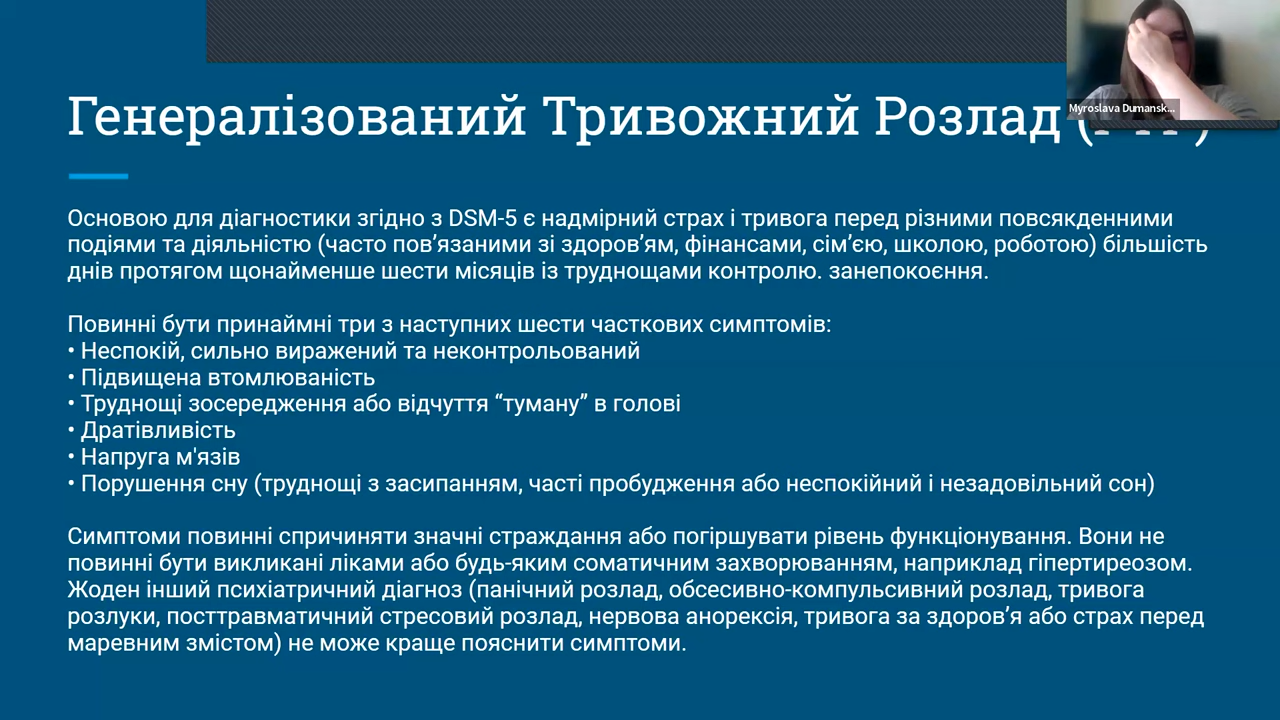 Генералізований Тривожний Розлад (
Myroslava Dumansk...
Основою для діагностики згідно з DSM-5 є надмірний страх і тривога перед різними повсякденними
подіями та діяльністю (часто пов’язаними зі здоров’ям, фінансами, сім’єю, школою, роботою) більшість
днів протягом щонайменше шести місяців із труднощами контролю. занепокоєння.
Повинні бути принаймні три з наступних шести часткових симптомів:
• Неспокій, сильно виражений та неконтрольований
• Підвищена втомлюваність
• Труднощі зосередження або відчуття “туману” в голові
• Дратівливість
• Напруга м'язів
• Порушення сну (труднощі з засипанням, часті пробудження або неспокійний і незадовільний сон)
Симптоми повинні спричиняти значні страждання або погіршувати рівень функціонування. Вони не
повинні бути викликані ліками або будь-яким соматичним захворюванням, наприклад гіпертиреозом.
Жоден інший психіатричний діагноз (панічний розлад, обсесивно-компульсивний розлад, тривога
розлуки, посттравматичний стресовий розлад, нервова анорексія, тривога за здоров’я або страх перед
маревним змістом) не може краще пояснити симптоми.